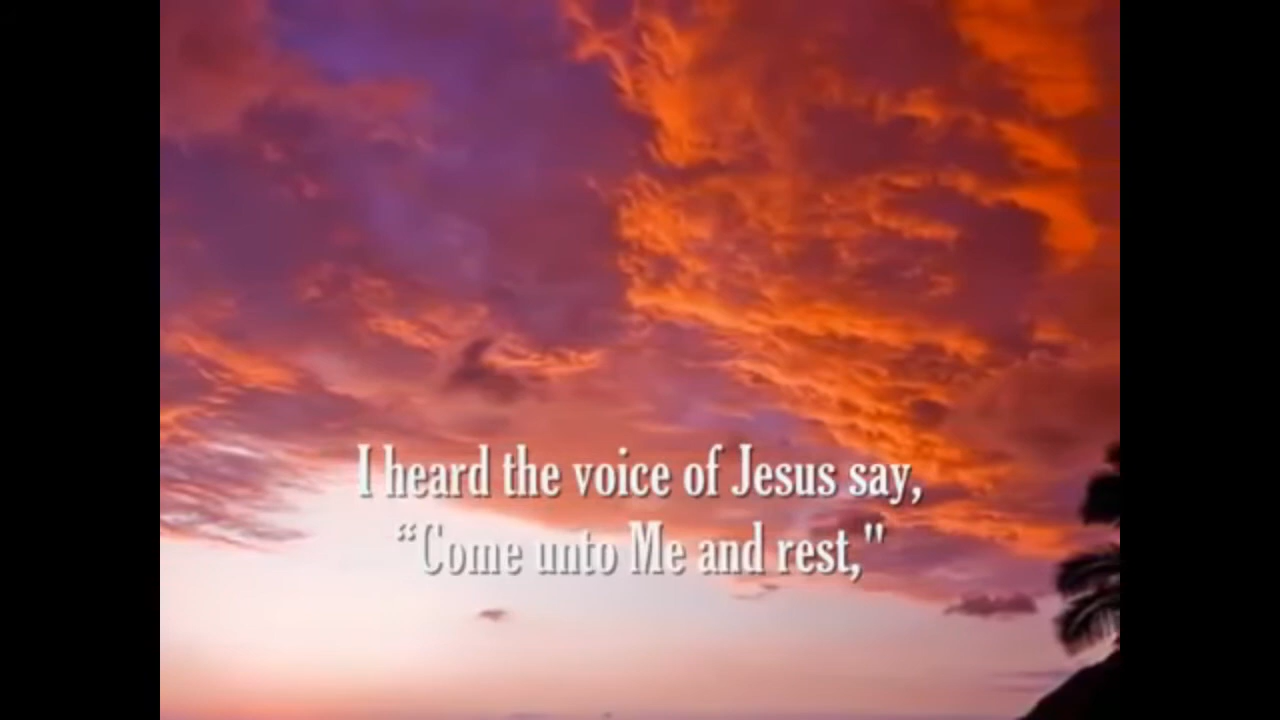 I heard the voice of Jesus say,
“Come unto Me and rest,"